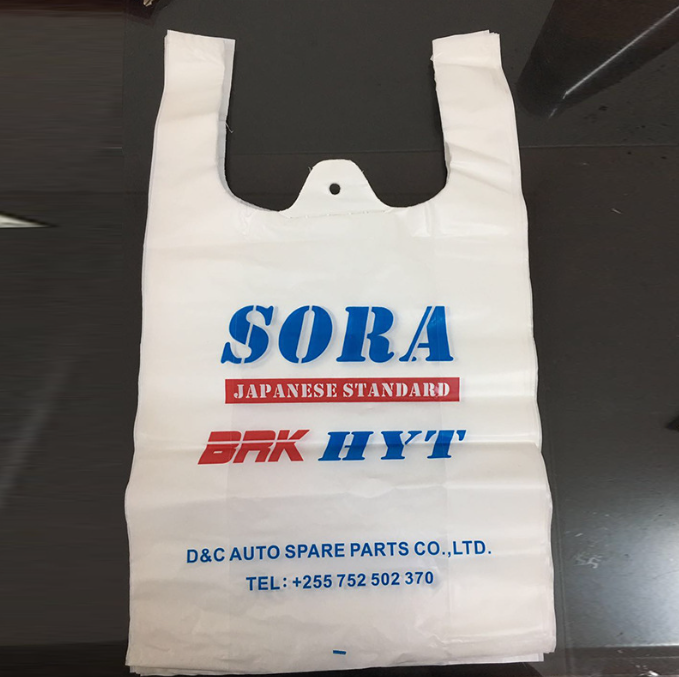 SORA
JAPANESE STANDARD
BRK HYT
D&C AUTO SPARE PARTS CO.,LTD.
TEL: +255 752 502 370